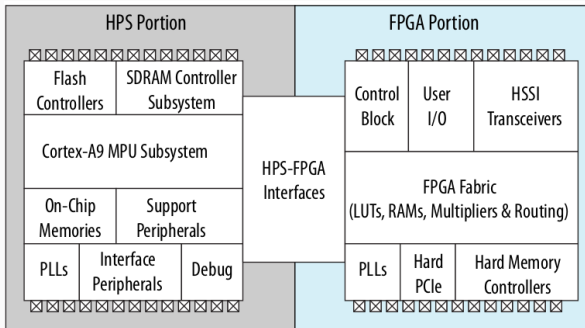 HPS Portion
FPGA Portion
Flash
Controllers
SDRAM Controller
Subsystem
Cortex-A9 MPU Subsystem
On-Chip
Memories
Support
Peripherals
PLLs
Interface
Peripherals
Debug
HPS-FPGA
Interfaces
Control
Block
User
I/O
HSSI
Transceivers
FPGA Fabric
(LUTs, RAMs, Multipliers & Routing)
PLLs
Hard
PCIe
Hard Memory
Controllers